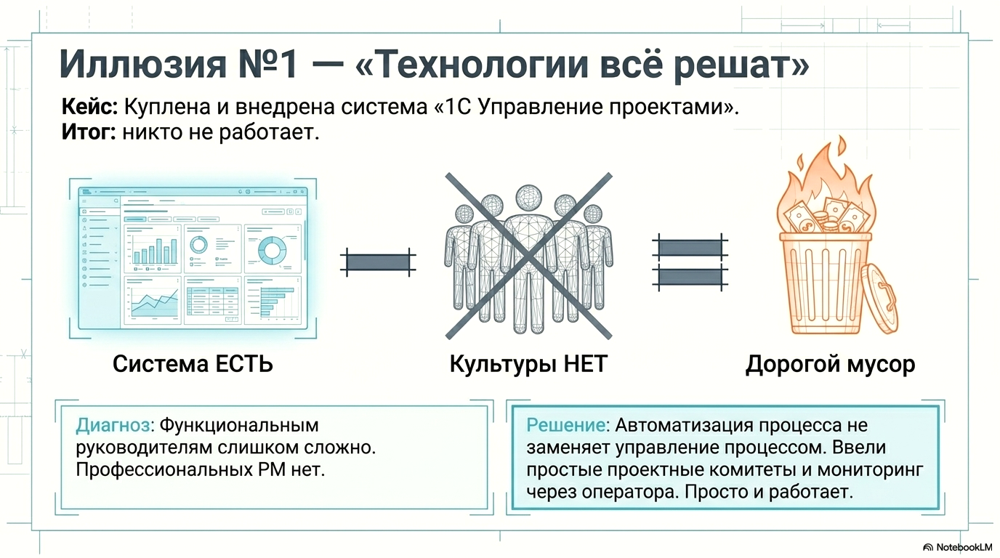 Иллюзия №1 — «Технологии всё решат»
Кейс: Куплена и внедрена система «1С Управление проектами».
Итог: никто не работает.
Система ЕСТЬ
Культуры НЕТ
Дорогой мусор
Диагноз: Функциональным
руководителям слишком сложно.
Профессиональных РМ нет.
Решение: Автоматизация процесса не
заменяет управление процессом. Ввели
простые проектные комитеты и мониторинг
через оператора. Просто и работает.
NotebookLM